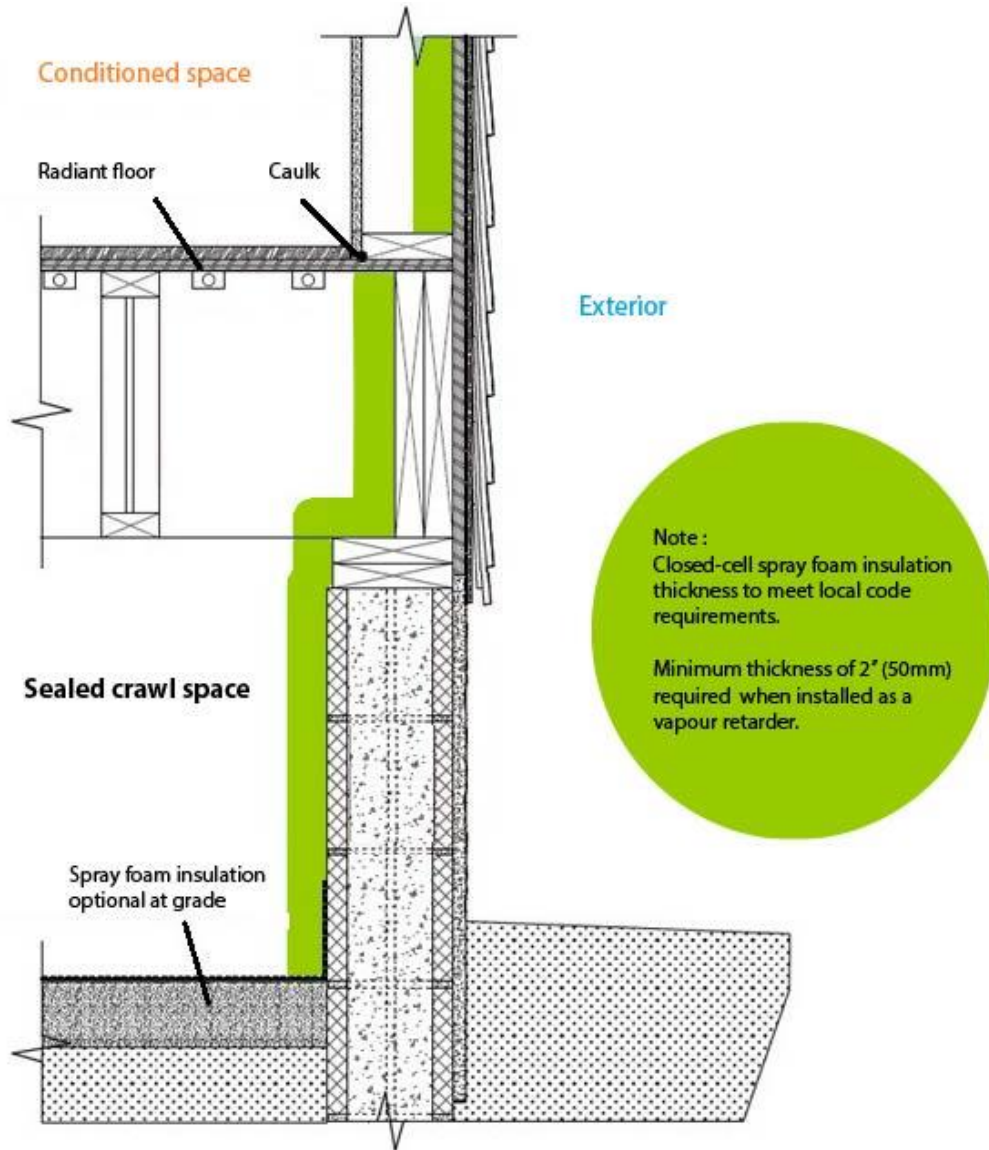 Conditioned space
Radiant floor
Caulk
Exterior
Note :
Closed-cell spray foam insulation
thickness to meet local code
requirements.
Minimum thickness of 2" (50mm)
required when installed as a
vapour retarder.
Sealed crawl space
Spray foam insulation
optional at grade